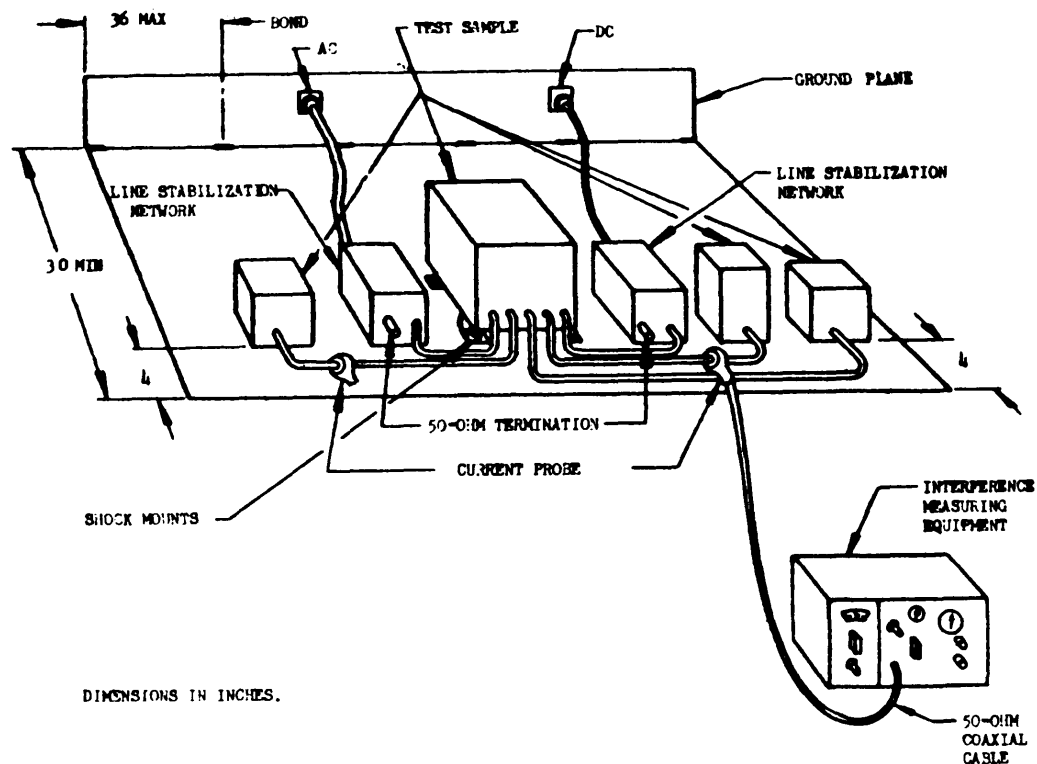 36 MAX
BOND
TEST SAMPLE
DC
AC
GROUND PLANE
LINE STABILIZATION
NETWORK
LINE STABILIZATION
NETWORK
30 MIN
4
4
50-OHM TERMINATION
CURRENT PROBE
SHOCK MOUNTS
INTERFERENCE
MEASURING
EQUIPMENT
DIMENSIONS IN INCHES.
50-OHM
COAXIAL
CABLE